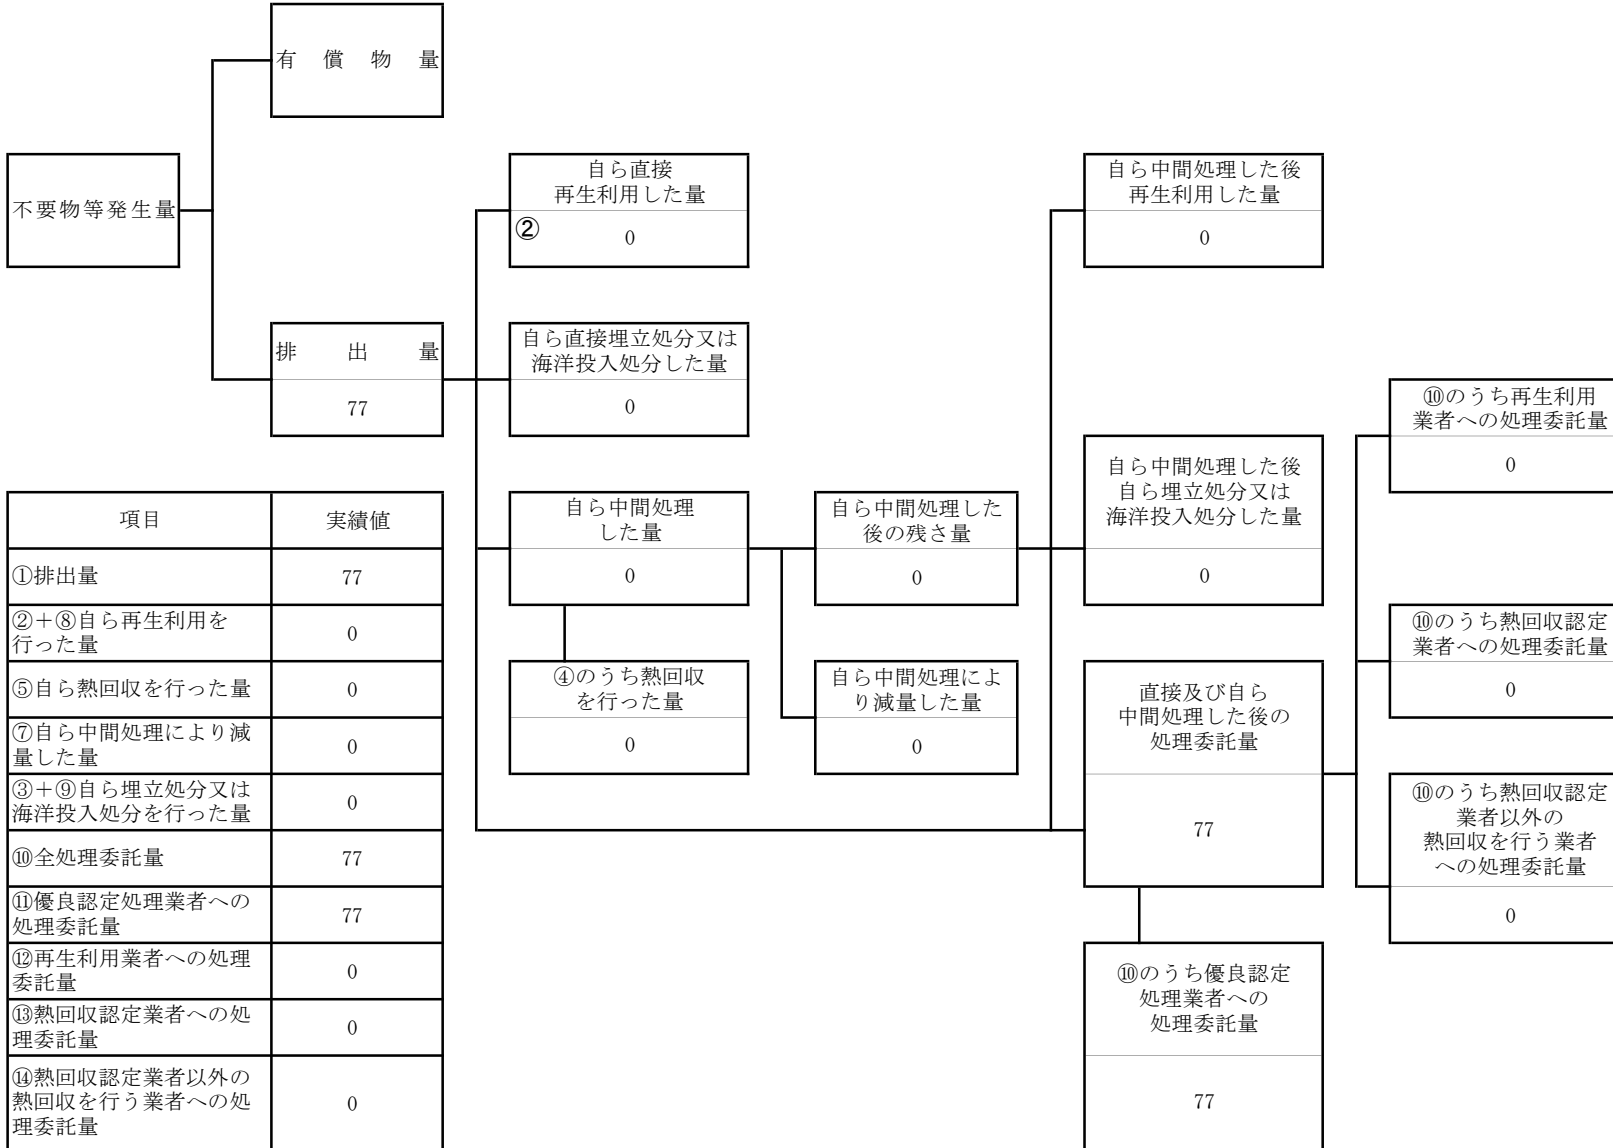 有償物量
不要物等発生量
自ら直接
再生利用した量
② 0
自ら中間処理した後
再生利用した量
0
排出量
77
自ら直接埋立処分又は
海洋投入処分した量
0
⑩のうち再生利用
業者への処理委託量
0
自ら中間処理
した量
0
自ら中間処理した
後の残さ量
0
自ら中間処理した後
自ら埋立処分又は
海洋投入処分した量
0
④のうち熱回収
を行った量
0
自ら中間処理によ
り減量した量
0
直接及び自ら
中間処理した後の
処理委託量
77
⑩のうち熱回収認定
業者への処理委託量
0
⑩のうち熱回収認定
業者以外の
熱回収を行う業者
への処理委託量
0
⑩のうち優良認定
処理業者への
処理委託量
77
項目 実績値
①排出量 77
②+⑧自ら再生利用を
行った量 0
⑤自ら熱回収を行った量 0
⑦自ら中間処理により減
量した量 0
③+⑨自ら埋立処分又は
海洋投入処分を行った量 0
⑩全処理委託量 77
⑪優良認定処理業者への
処理委託量 77
⑫再生利用業者への処理
委託量 0
⑬熱回収認定業者への処
理委託量 0
⑭熱回収認定業者以外の
熱回収を行う業者への処
理委託量 0